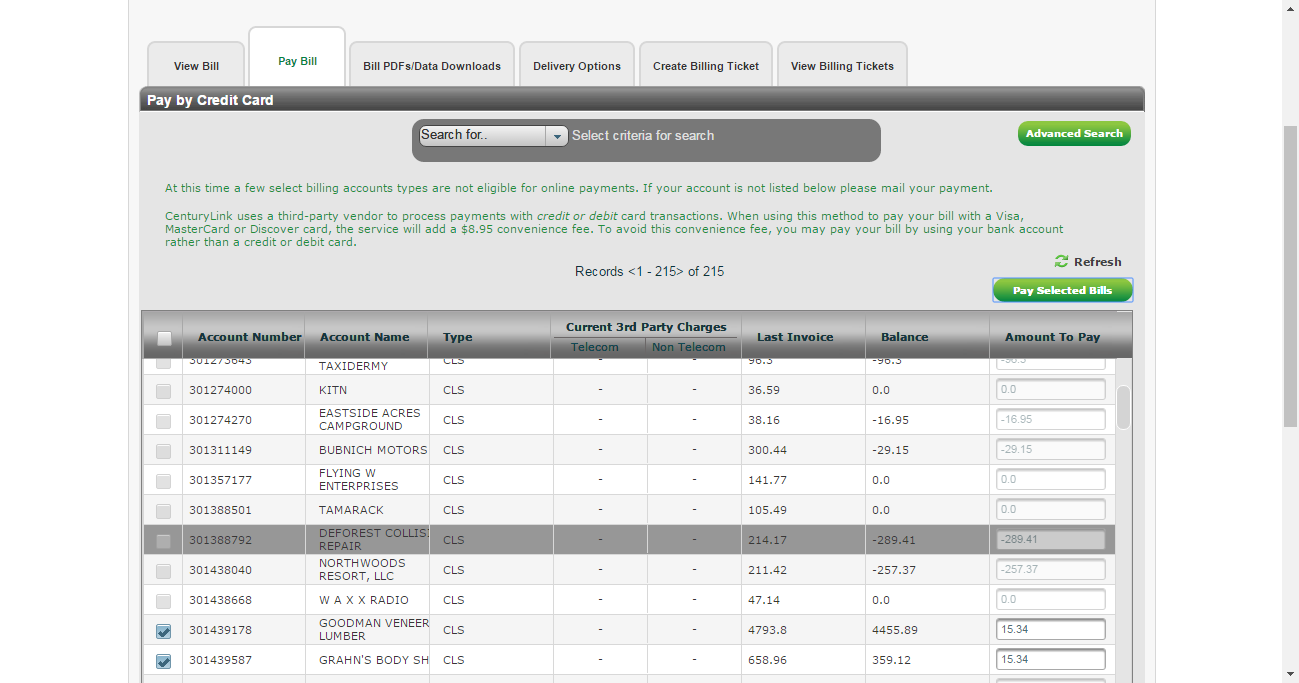 View Bill
Pay Bill
Bill PDFs/Data Downloads
Delivery Options
Create Billing Ticket
View Billing Tickets
Pay by Credit Card
Search for..
Select criteria for search
Advanced Search
At this time a few select billing accounts types are not eligible for online payments. If your account is not listed below please mail your payment.
CenturyLink uses a third-party vendor to process payments with credit or debit card transactions. When using this method to pay your bill with a Visa,
MasterCard or Discover card, the service will add a $8.95 convenience fee. To avoid this convenience fee, you may pay your bill by using your bank account
rather than a credit or debit card.
Refresh
Records <1 - 215> of 215
Pay Selected Bills
Account Number Account Name Type Current 3rd Party Charges Last Invoice Balance Amount To Pay
Telecom Non Telecom
301273643 TAXIDERMY CLS - - 96.3 -96.3 -96.3
301274000 KITN CLS - - 36.59 0.0 0.0
301274270 EASTSIDE ACRES CLS - - 38.16 -16.95 -16.95
CAMPGROUND
301311149 BUBNICH MOTORS CLS - - 300.44 -29.15 -29.15
301357177 FLYING W CLS - - 141.77 0.0 0.0
ENTERPRISES
301388501 TAMARACK CLS - - 105.49 0.0 0.0
301388792 DEFOREST COLLIS CLS - - 214.17 -289.41 -289.41
REPAIR
301438040 NORTHWOODS CLS - - 211.42 -257.37 -257.37
RESORT, LLC
301438668 W A X X RADIO CLS - - 47.14 0.0 0.0
301439178 GOODMAN VENEER CLS - - 4793.8 4455.89 15.34
LUMBER
301439587 GRAHN'S BODY SH CLS - - 658.96 359.12 15.34